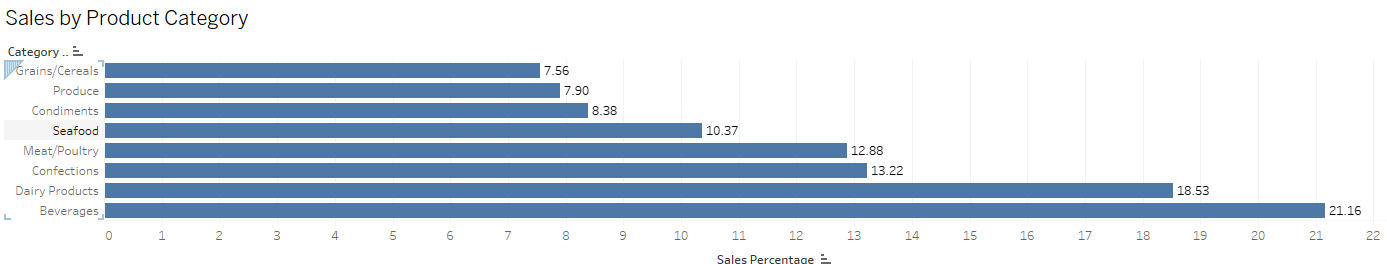 Sales by Product Category
Category ..
Grains/Cereals 7.56
Produce 7.90
Condiments 8.38
Seafood 10.37
Meat/Poultry 12.88
Confections 13.22
Dairy Products 18.53
Beverages 21.16
0 1 2 3 4 5 6 7 8 9 10 11 12 13 14 15 16 17 18 19 20 21 22
Sales Percentage